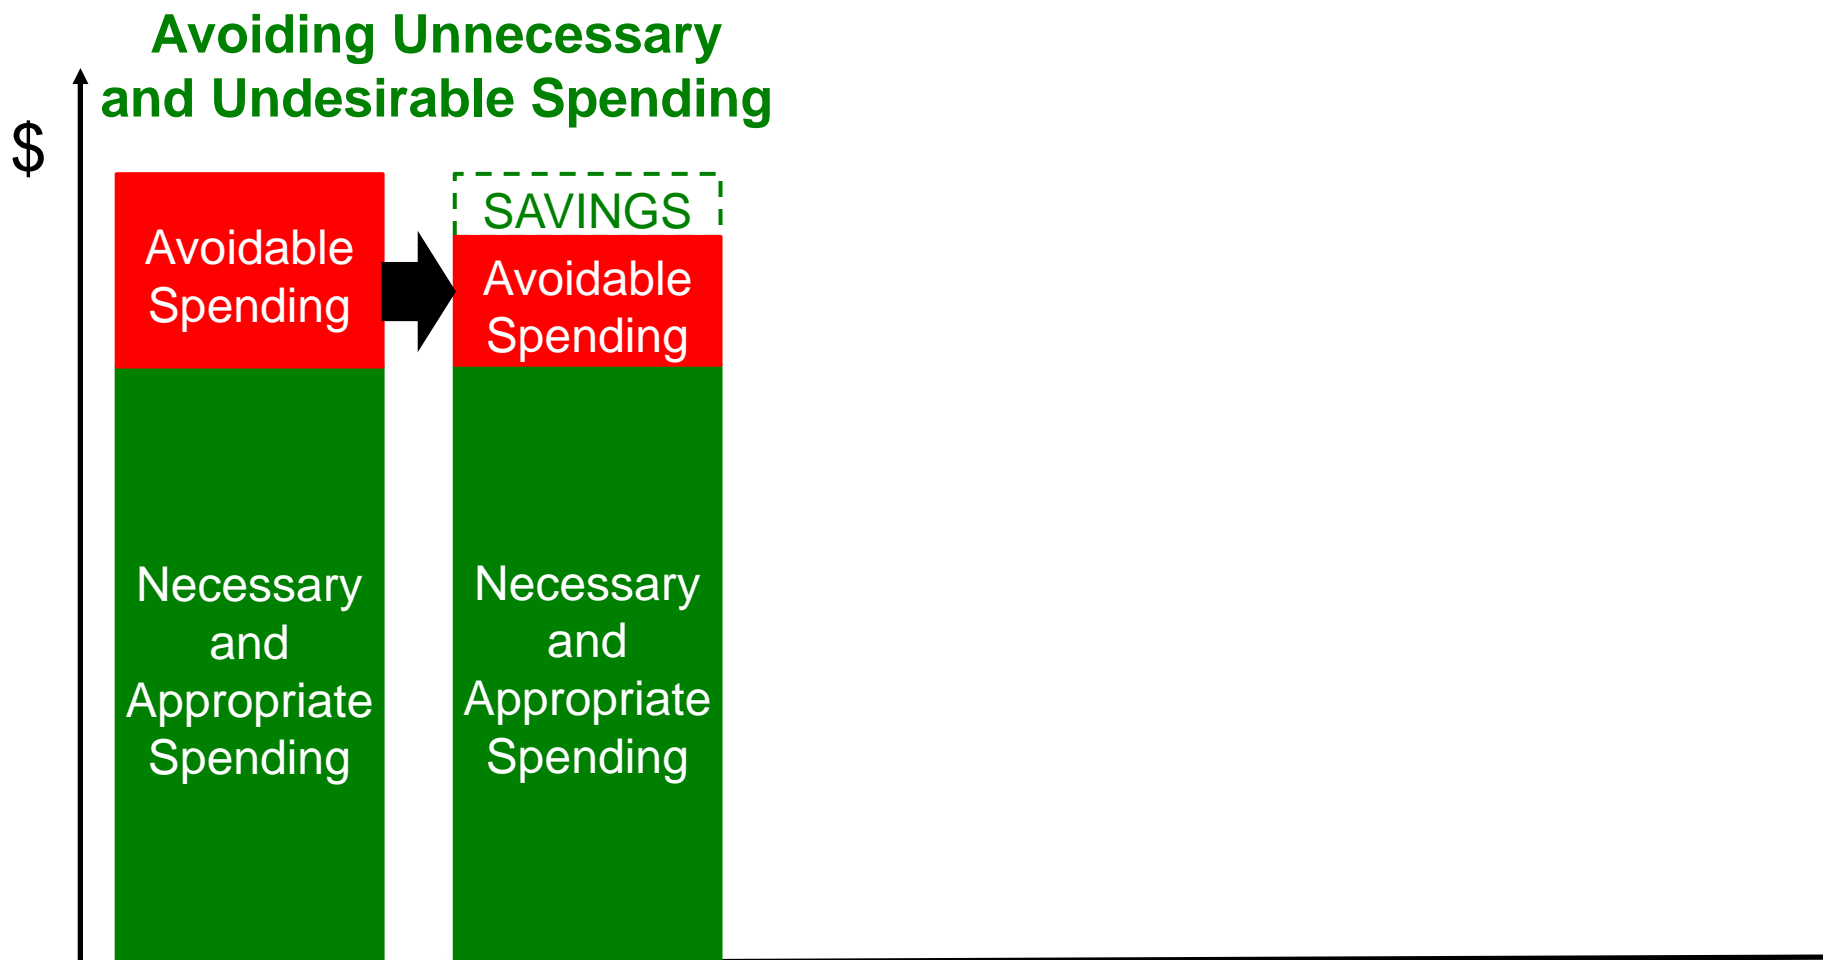 Avoiding Unnecessary
and Undesirable Spending
$
Avoidable
Spending
Necessary
and
Appropriate
Spending
SAVINGS
Avoidable
Spending
Necessary
and
Appropriate
Spending